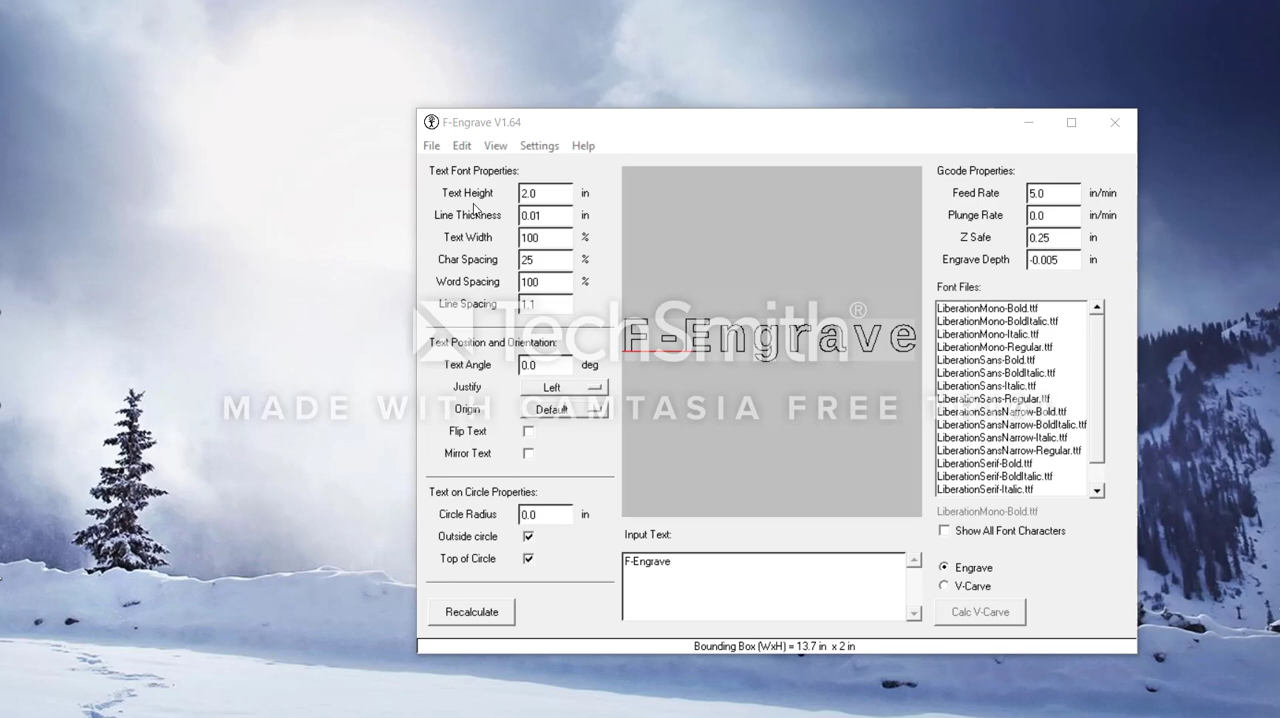 F-Engrave V1.64
File Edit View Settings Help
Text Font Properties:
Text Height 2.0 in
Line Thickness 0.01 in
Text Width 100 %
Char Spacing 25 %
Word Spacing 100 %
Line Spacing 1.1
Text Position and Orientation:
Text Angle 0.0 deg
Justify Left
Origin Default
Flip Text
Mirror Text
Text on Circle Properties:
Circle Radius 0.0 in
Outside circle
Top of Circle
Recalculate
F-Engrave
Input Text:
F-Engrave
Gcode Properties:
Feed Rate 5.0 in/min
Plunge Rate 0.0 in/min
Z Safe 0.25 in
Engrave Depth -0.005 in
Font Files:
LiberationMono-Bold.ttf
LiberationMono-BoldItalic.ttf
LiberationMono-Italic.ttf
LiberationMono-Regular.ttf
LiberationSans-Bold.ttf
LiberationSans-BoldItalic.ttf
LiberationSans-Italic.ttf
LiberationSans-Regular.ttf
LiberationSansNarrow-Bold.ttf
LiberationSansNarrow-BoldItalic.ttf
LiberationSansNarrow-Italic.ttf
LiberationSansNarrow-Regular.ttf
LiberationSerif-Bold.ttf
LiberationSerif-BoldItalic.ttf
LiberationSerif-Italic.ttf
LiberationMono-Bold.ttf
Show All Font Characters
Engrave
V-Carve
Calc V-Carve
Bounding Box (WxH) = 13.7 in x 2 in
TechSmith®
MADE WITH CAMTASIA FREE